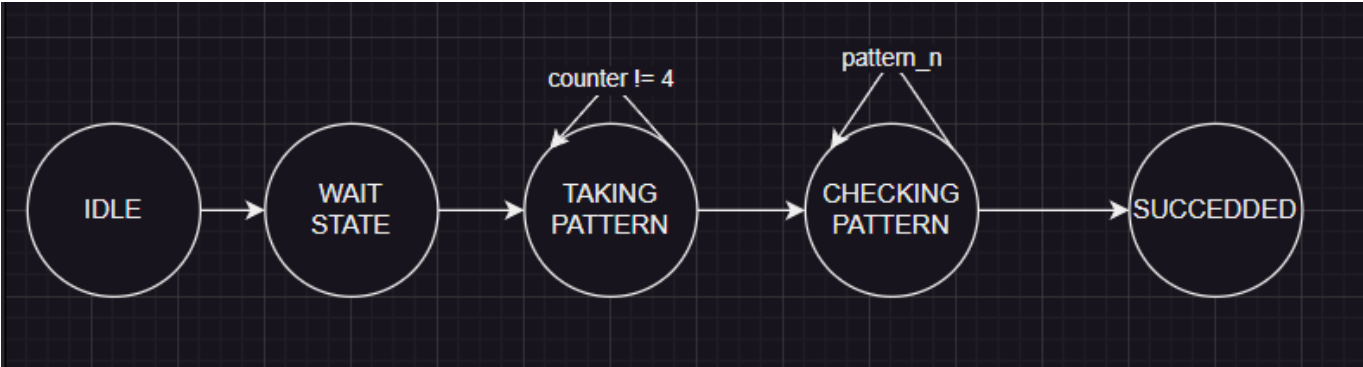 counter != 4
pattern_n
IDLE
WAIT
STATE
TAKING
PATTERN
CHECKING
PATTERN
SUCCEDDED